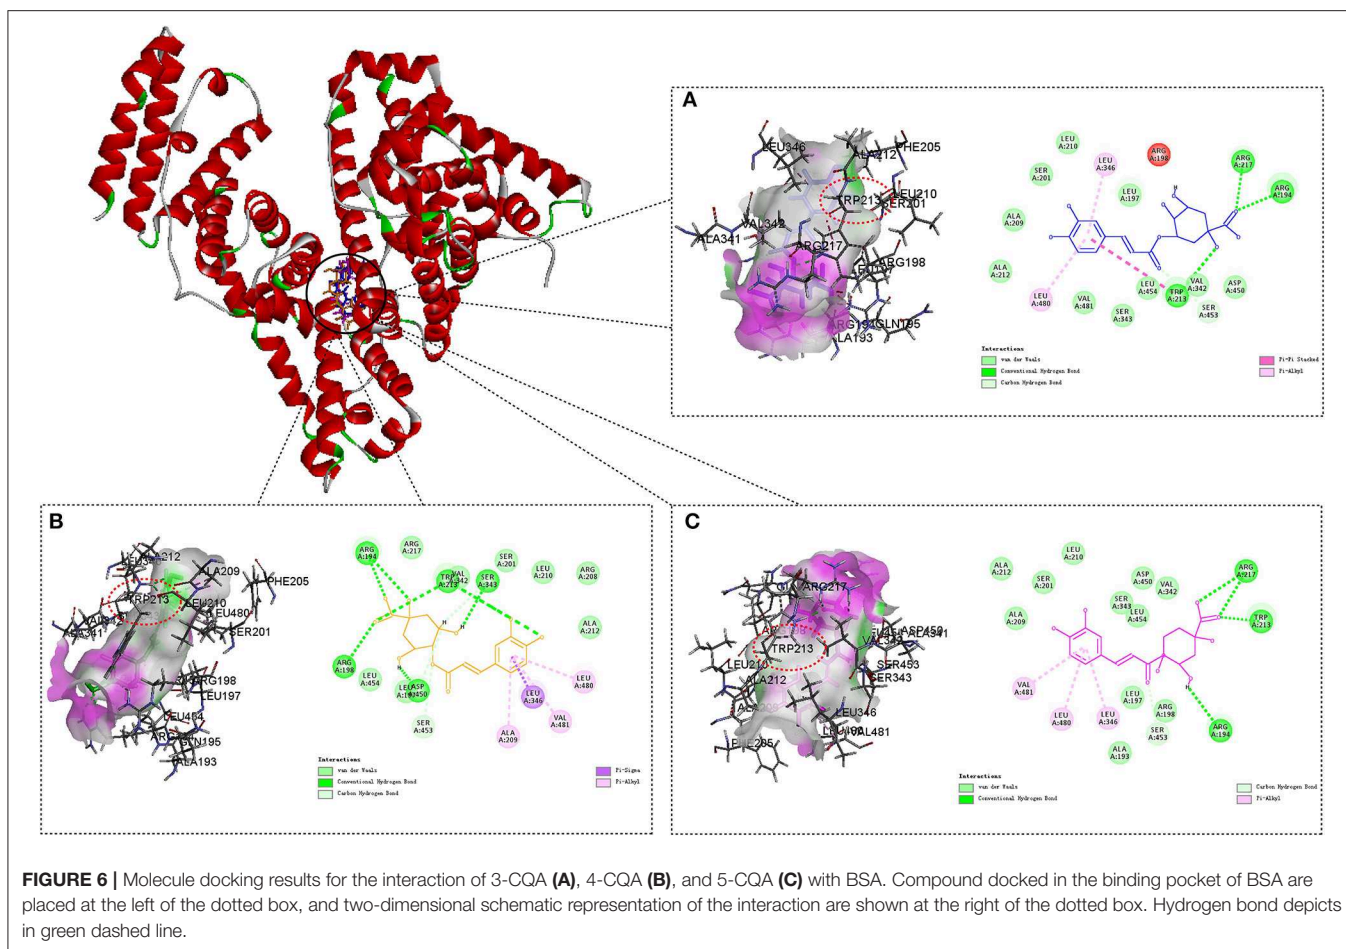 A
LEU346
ALA212
PHE205
TRP213
LEU210
SER201
VAL342
ALA341
ARG217
ARG198
GLN195
ALA193
LEU A:210
SER A:201
LEU A:346
ARG A:198
ARG A:217
ARG A:194
LEU A:197
ALA A:209
ALA A:212
LEU A:480
VAL A:481
SER A:343
LEU A:454
TRP A:213
VAL A:342
SER A:453
ASP A:450
Interactions
van der Waals
Conventional Hydrogen Bond
Carbon Hydrogen Bond
Pi-Pi Stacked
Pi-Alkyl
B
ALA209
PHE205
TRP213
LEU210
LEU480
SER201
ALA341
ARG198
LEU197
LEU454
GLN195
ALA193
ARG A:194
ARG A:217
TRP A:213
VAL A:342
SER A:343
SER A:201
LEU A:210
ARG A:208
ALA A:212
ARG A:198
LEU A:454
ASP A:450
SER A:453
ALA A:209
LEU A:346
VAL A:481
LEU A:480
Interactions
van der Waals
Conventional Hydrogen Bond
Carbon Hydrogen Bond
Pi-Sigma
Pi-Alkyl
C
ARG217
TRP213
ASP450
ALA341
VAL342
SER453
SER343
LEU210
ALA212
LEU346
VAL481
PHE205
ALA A:212
SER A:201
LEU A:210
ASP A:450
VAL A:342
SER A:343
LEU A:454
ARG A:217
TRP A:213
ALA A:209
VAL A:481
LEU A:480
LEU A:346
LEU A:197
ARG A:198
SER A:453
ALA A:193
ARG A:194
Interactions
van der Waals
Conventional Hydrogen Bond
Carbon Hydrogen Bond
Pi-Alkyl
FIGURE 6 | Molecule docking results for the interaction of 3-CQA (A), 4-CQA (B), and 5-CQA (C) with BSA. Compound docked in the binding pocket of BSA are
placed at the left of the dotted box, and two-dimensional schematic representation of the interaction are shown at the right of the dotted box. Hydrogen bond depicts
in green dashed line.